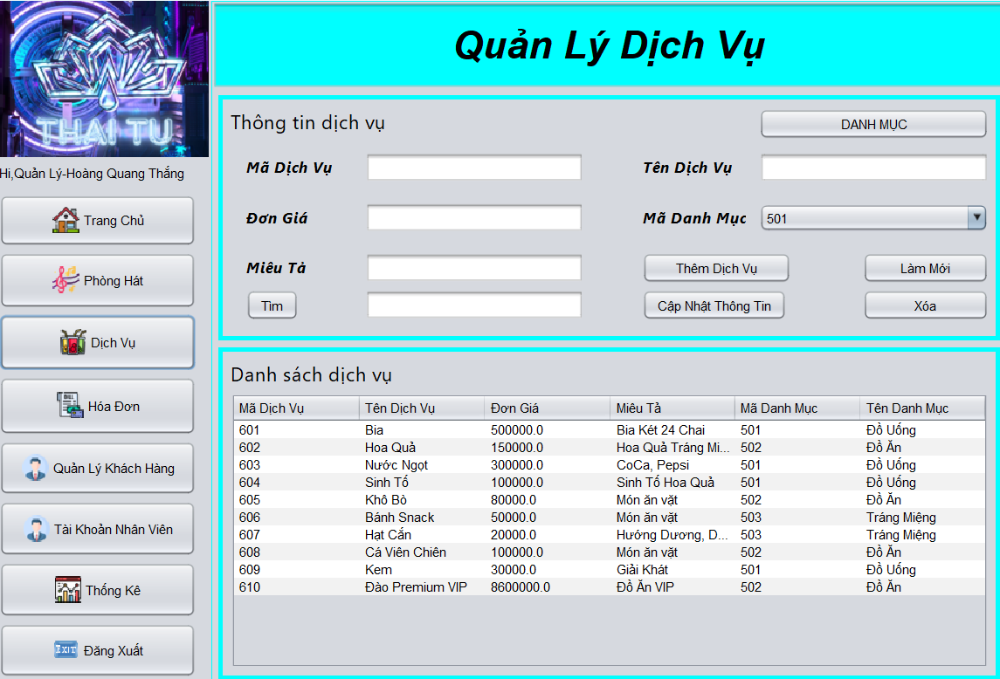 THAI TU
Hi,Quản Lý-Hoàng Quang Thắng
Trang Chủ
Phòng Hát
Dịch Vụ
BILL
Hóa Đơn
Quản Lý Khách Hàng
Tài Khoản Nhân Viên
Thống Kê
EXIT
Đăng Xuất
Quản Lý Dịch Vụ
Thông tin dịch vụ
DANH MỤC
Mã Dịch Vụ
Tên Dịch Vụ
Đơn Giá
Mã Danh Mục 501
Miêu Tả
Thêm Dịch Vụ Làm Mới
Tìm
Cập Nhật Thông Tin Xóa
Danh sách dịch vụ
Mã Dịch Vụ Tên Dịch Vụ Đơn Giá Miêu Tả Mã Danh Mục Tên Danh Mục
601 Bia 500000.0 Bia Két 24 Chai 501 Đồ Uống
602 Hoa Quả 150000.0 Hoa Quả Tráng Mi... 502 Đồ Ăn
603 Nước Ngọt 300000.0 CoCa, Pepsi 501 Đồ Uống
604 Sinh Tố 100000.0 Sinh Tố Hoa Quả 501 Đồ Uống
605 Khô Bò 80000.0 Món ăn vặt 502 Đồ Ăn
606 Bánh Snack 50000.0 Món ăn vặt 503 Tráng Miệng
607 Hạt Cắn 20000.0 Hướng Dương, D... 503 Tráng Miệng
608 Cá Viên Chiên 100000.0 Món ăn vặt 502 Đồ Ăn
609 Kem 30000.0 Giải Khát 501 Đồ Uống
610 Đào Premium VIP 8600000.0 Đồ Ăn VIP 502 Đồ Ăn